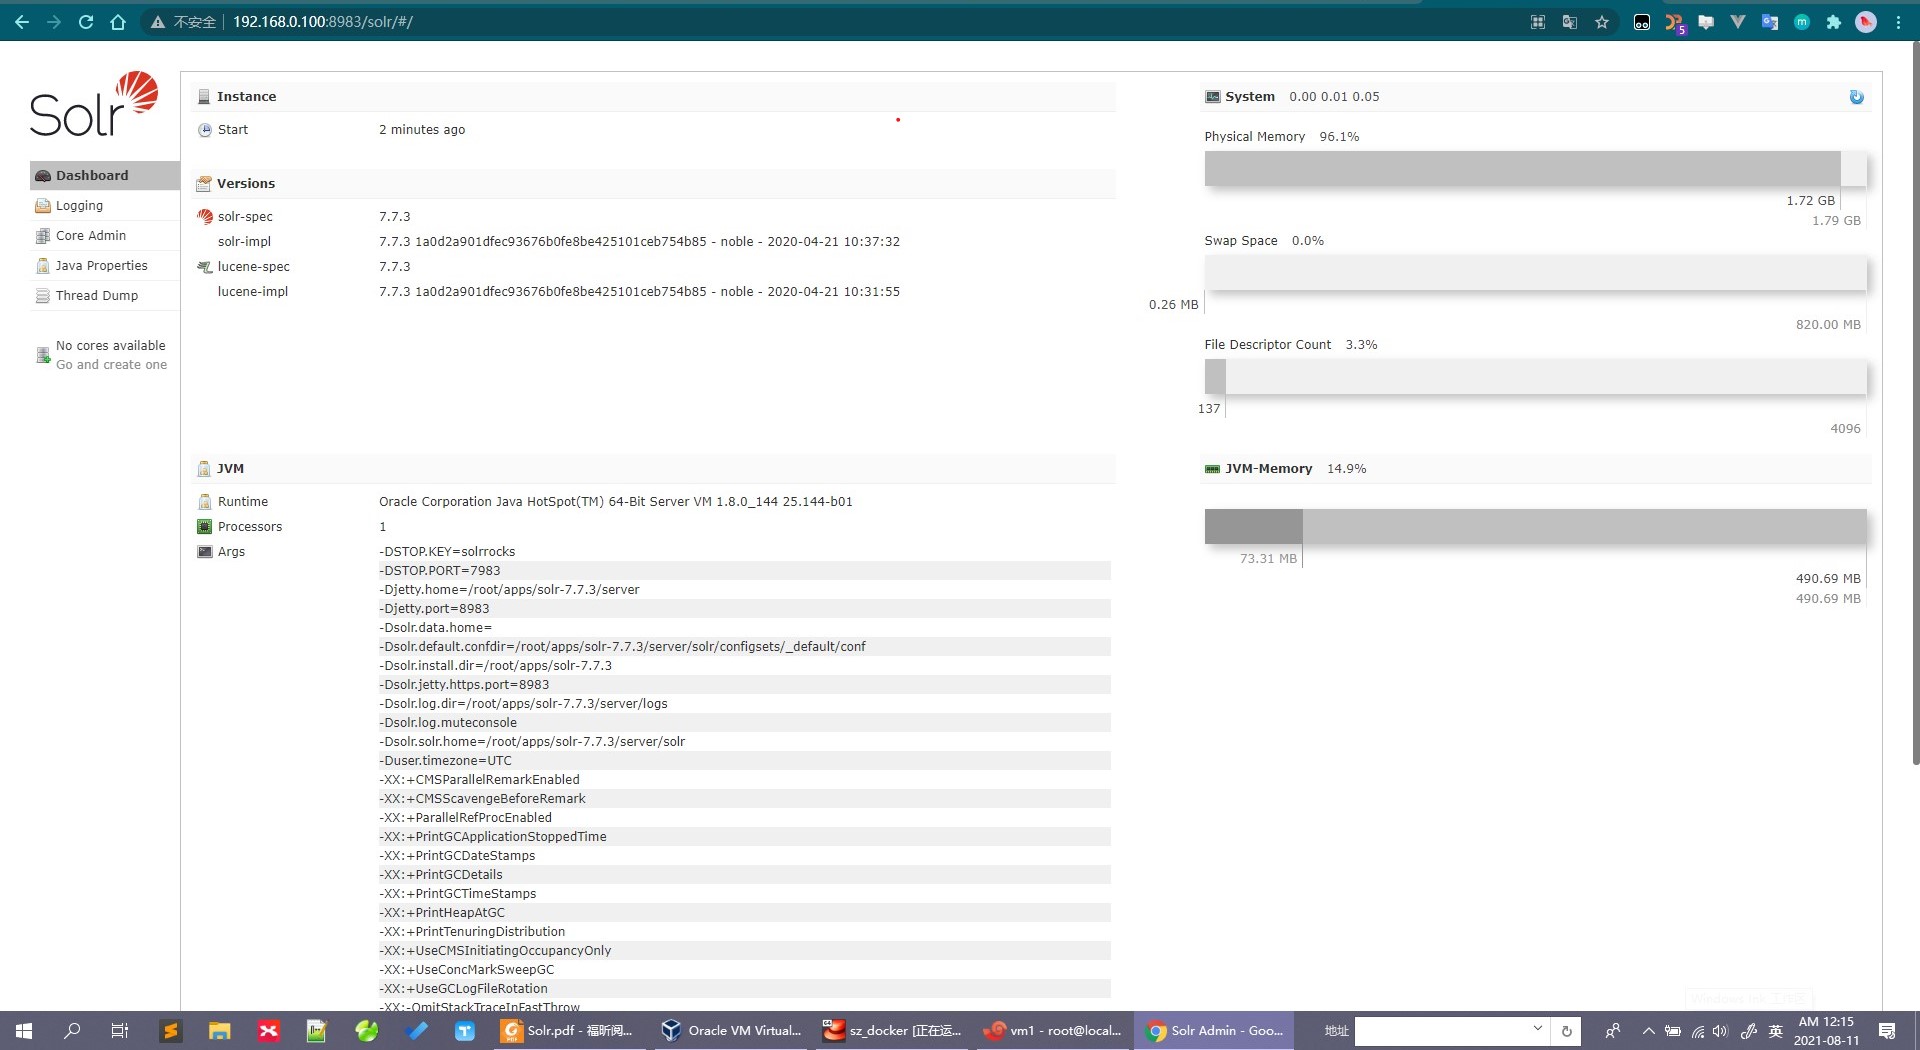 不安全 192.168.0.100:8983/solr/#/
5
m
Solr
Dashboard
Logging
Core Admin
Java Properties
Thread Dump
No cores available
Go and create one
Instance
Start 2 minutes ago
Versions
solr-spec 7.7.3
solr-impl 7.7.3 1a0d2a901dfec93676b0fe8be425101ceb754b85 - noble - 2020-04-21 10:37:32
lucene-spec 7.7.3
lucene-impl 7.7.3 1a0d2a901dfec93676b0fe8be425101ceb754b85 - noble - 2020-04-21 10:31:55
System 0.00 0.01 0.05
Physical Memory 96.1%
1.72 GB
1.79 GB
Swap Space 0.0%
0.26 MB
820.00 MB
File Descriptor Count 3.3%
137
4096
JVM
Runtime Oracle Corporation Java HotSpot(TM) 64-Bit Server VM 1.8.0_144 25.144-b01
Processors 1
Args -DSTOP.KEY=solrrocks
-DSTOP.PORT=7983
-Djetty.home=/root/apps/solr-7.7.3/server
-Djetty.port=8983
-Dsolr.data.home=
-Dsolr.default.confdir=/root/apps/solr-7.7.3/server/solr/configsets/_default/conf
-Dsolr.install.dir=/root/apps/solr-7.7.3
-Dsolr.jetty.https.port=8983
-Dsolr.log.dir=/root/apps/solr-7.7.3/server/logs
-Dsolr.log.muteconsole
-Dsolr.solr.home=/root/apps/solr-7.7.3/server/solr
-Duser.timezone=UTC
-XX:+CMSParallelRemarkEnabled
-XX:+CMSScavengeBeforeRemark
-XX:+ParallelRefProcEnabled
-XX:+PrintGCApplicationStoppedTime
-XX:+PrintGCDateStamps
-XX:+PrintGCDetails
-XX:+PrintGCTimeStamps
-XX:+PrintHeapAtGC
-XX:+PrintTenuringDistribution
-XX:+UseCMSInitiatingOccupancyOnly
-XX:+UseConcMarkSweepGC
-XX:+UseGCLogFileRotation
-XX:-OmitStackTraceInFastThrow
JVM-Memory 14.9%
73.31 MB
490.69 MB
490.69 MB
Windows Ink 工作区
Solr.pdf - 福昕阅...
Oracle VM Virtual...
sz_docker [正在运...
vm1 - root@local...
Solr Admin - Goo...
地址
英
AM 12:15
2021-08-11